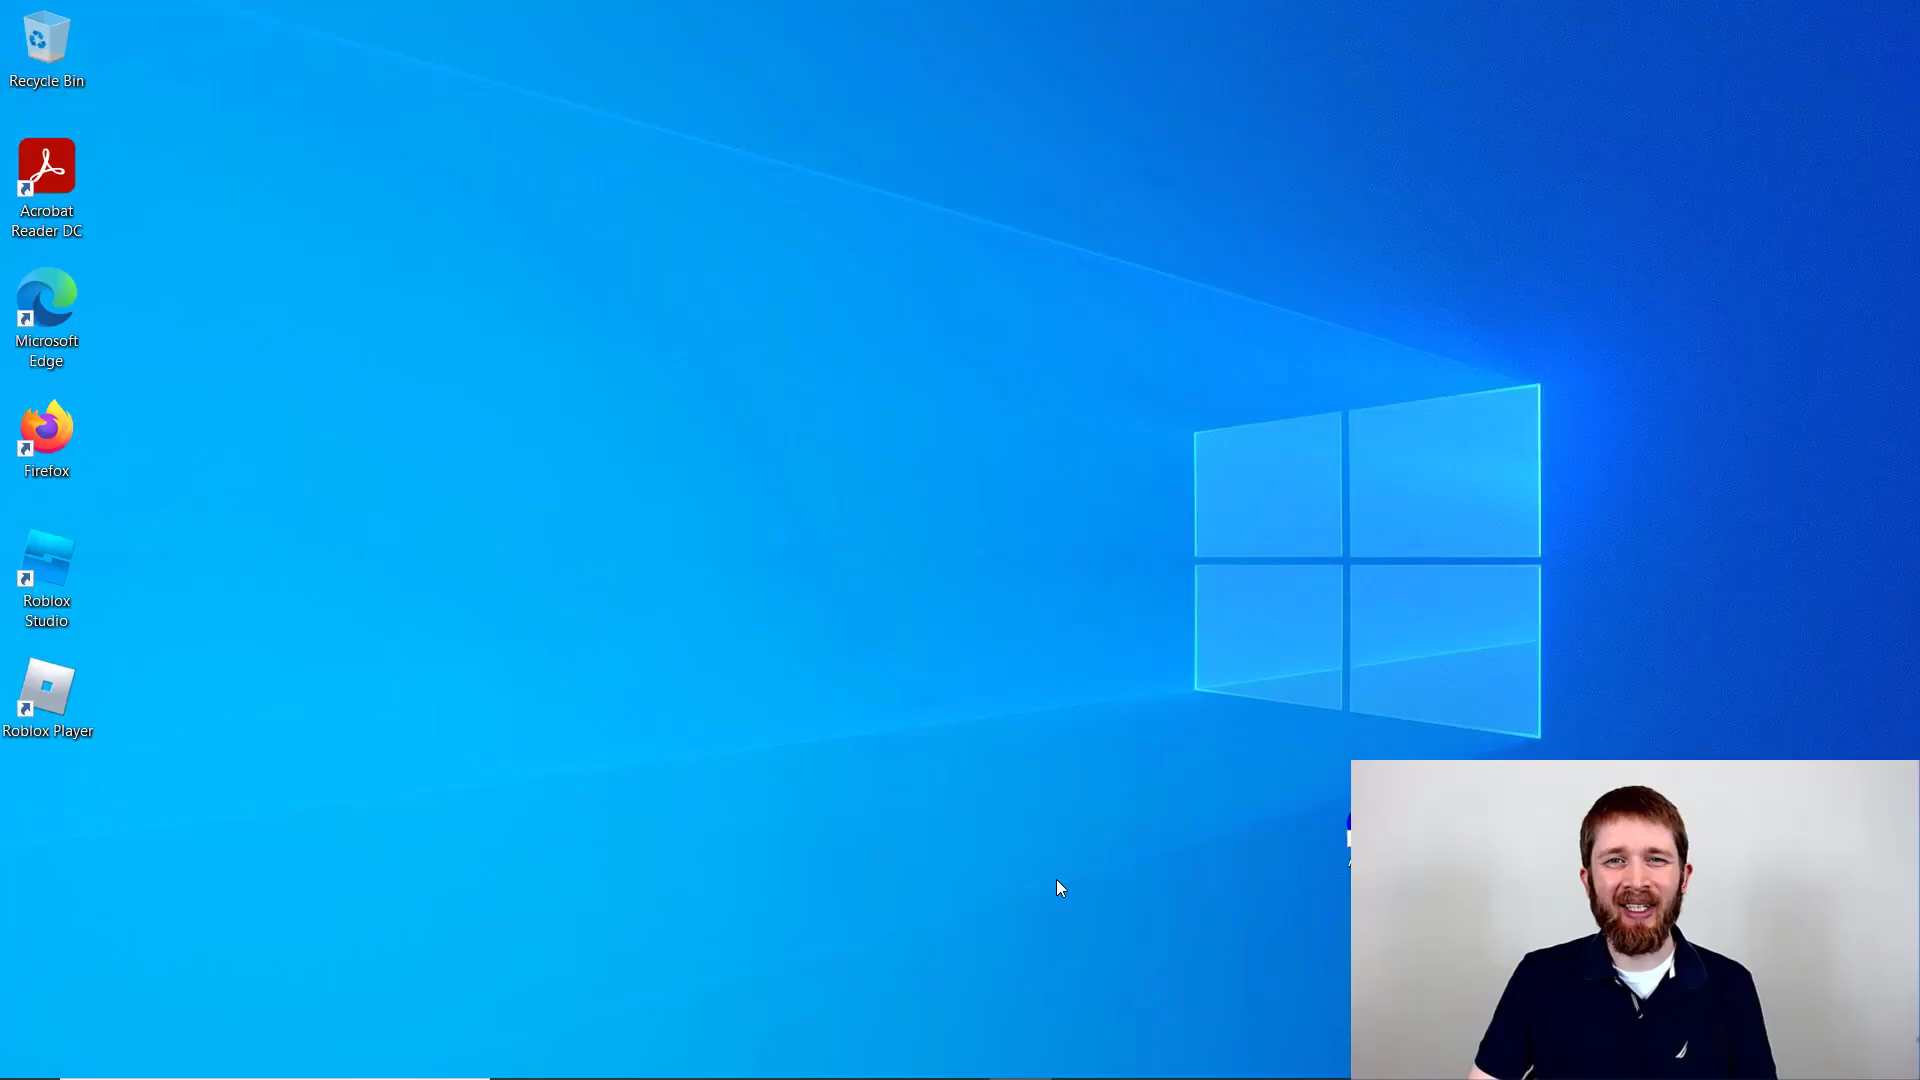 Recycle Bin
Acrobat
Reader DC
Microsoft
Edge
Firefox
Roblox
Studio
Roblox Player